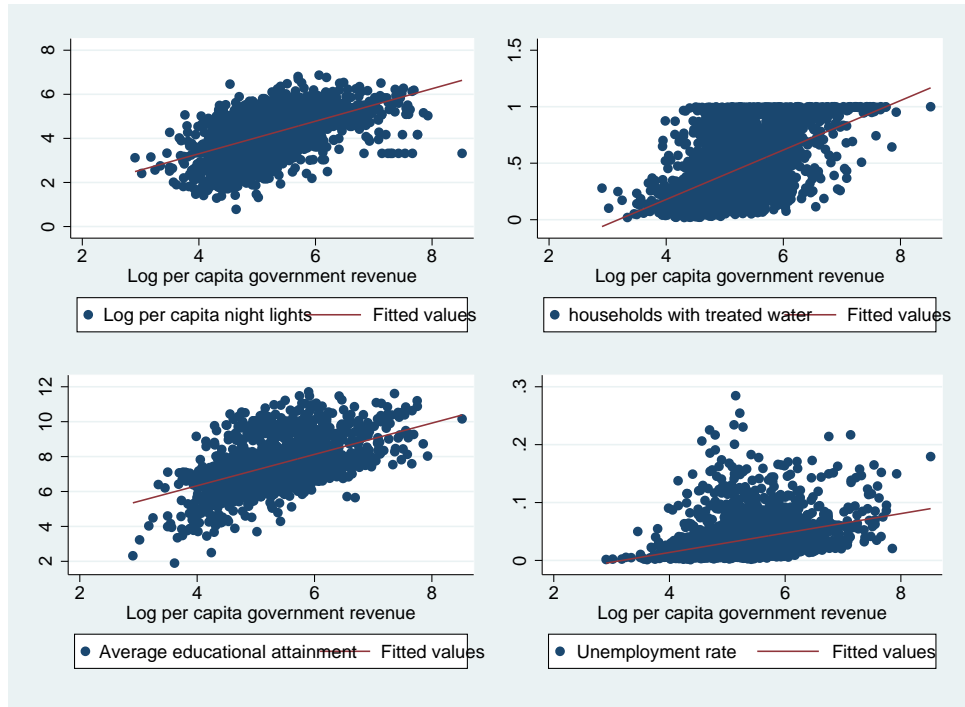 8
6
4
2
0
2 4 6 8
Log per capita government revenue
Log per capita night lights Fitted values
1.5
1
.5
0
2 4 6 8
Log per capita government revenue
households with treated water Fitted values
12
10
8
6
4
2
2 4 6 8
Log per capita government revenue
Average educational attainment Fitted values
.3
.2
.1
0
2 4 6 8
Log per capita government revenue
Unemployment rate Fitted values